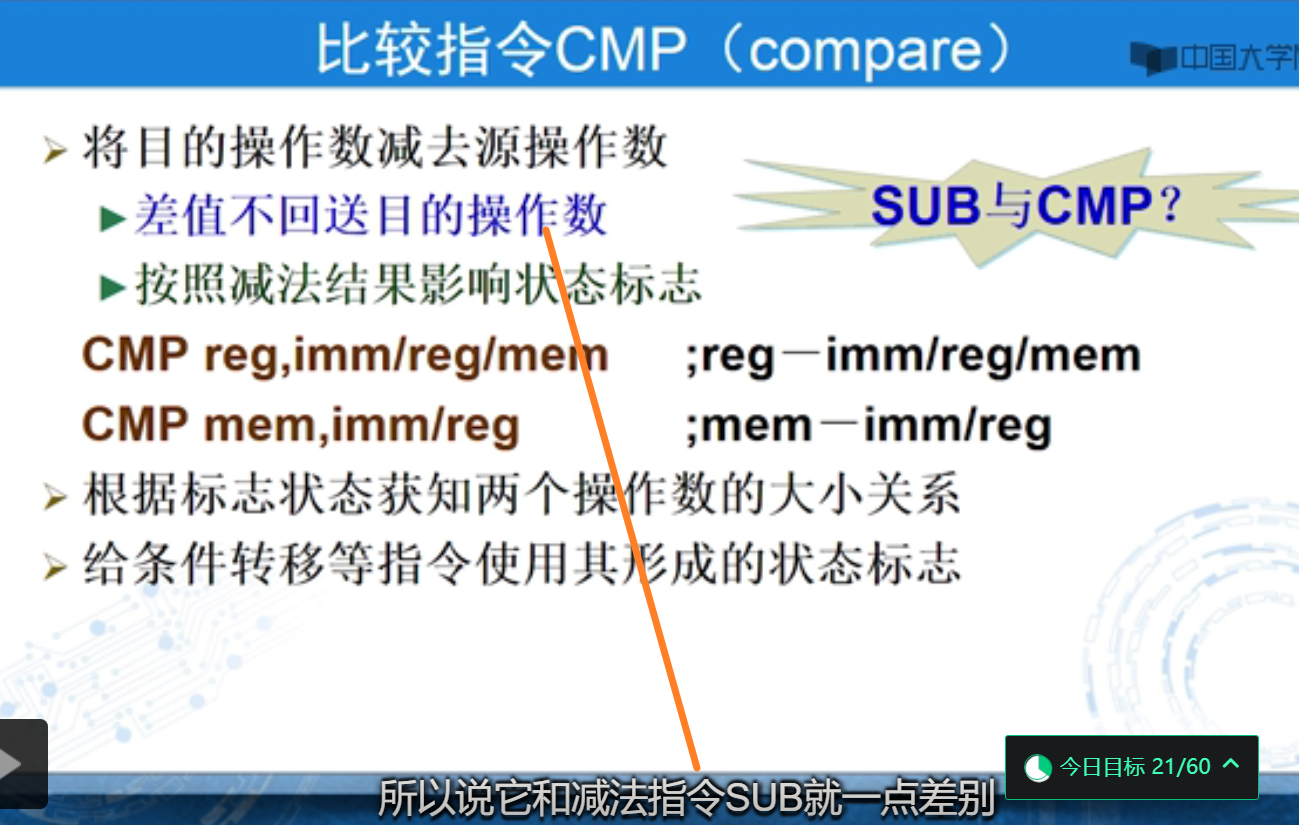 比较指令CMP（compare）
中国大学
将目的操作数减去源操作数
差值不回送目的操作数
SUB与CMP？
按照减法结果影响状态标志
CMP reg,imm/reg/mem ;reg－imm/reg/mem
CMP mem,imm/reg ;mem－imm/reg
根据标志状态获知两个操作数的大小关系
给条件转移等指令使用其形成的状态标志
今日目标 21/60
所以说它和减法指令SUB就一点差别